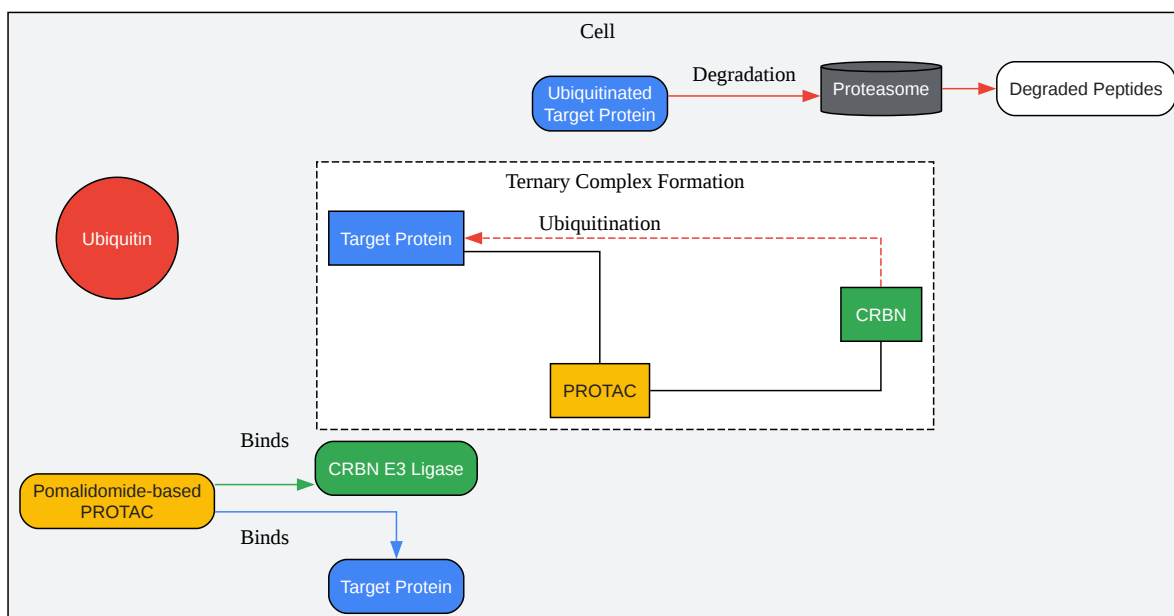 Cell
Degradation
Ubiquitinated
Target Protein
Proteasome
Degraded Peptides
Ternary Complex Formation
Ubiquitin
Target Protein
Ubiquitination
CRBN
PROTAC
Binds
CRBN E3 Ligase
Pomalidomide-based
PROTAC
Binds
Target Protein